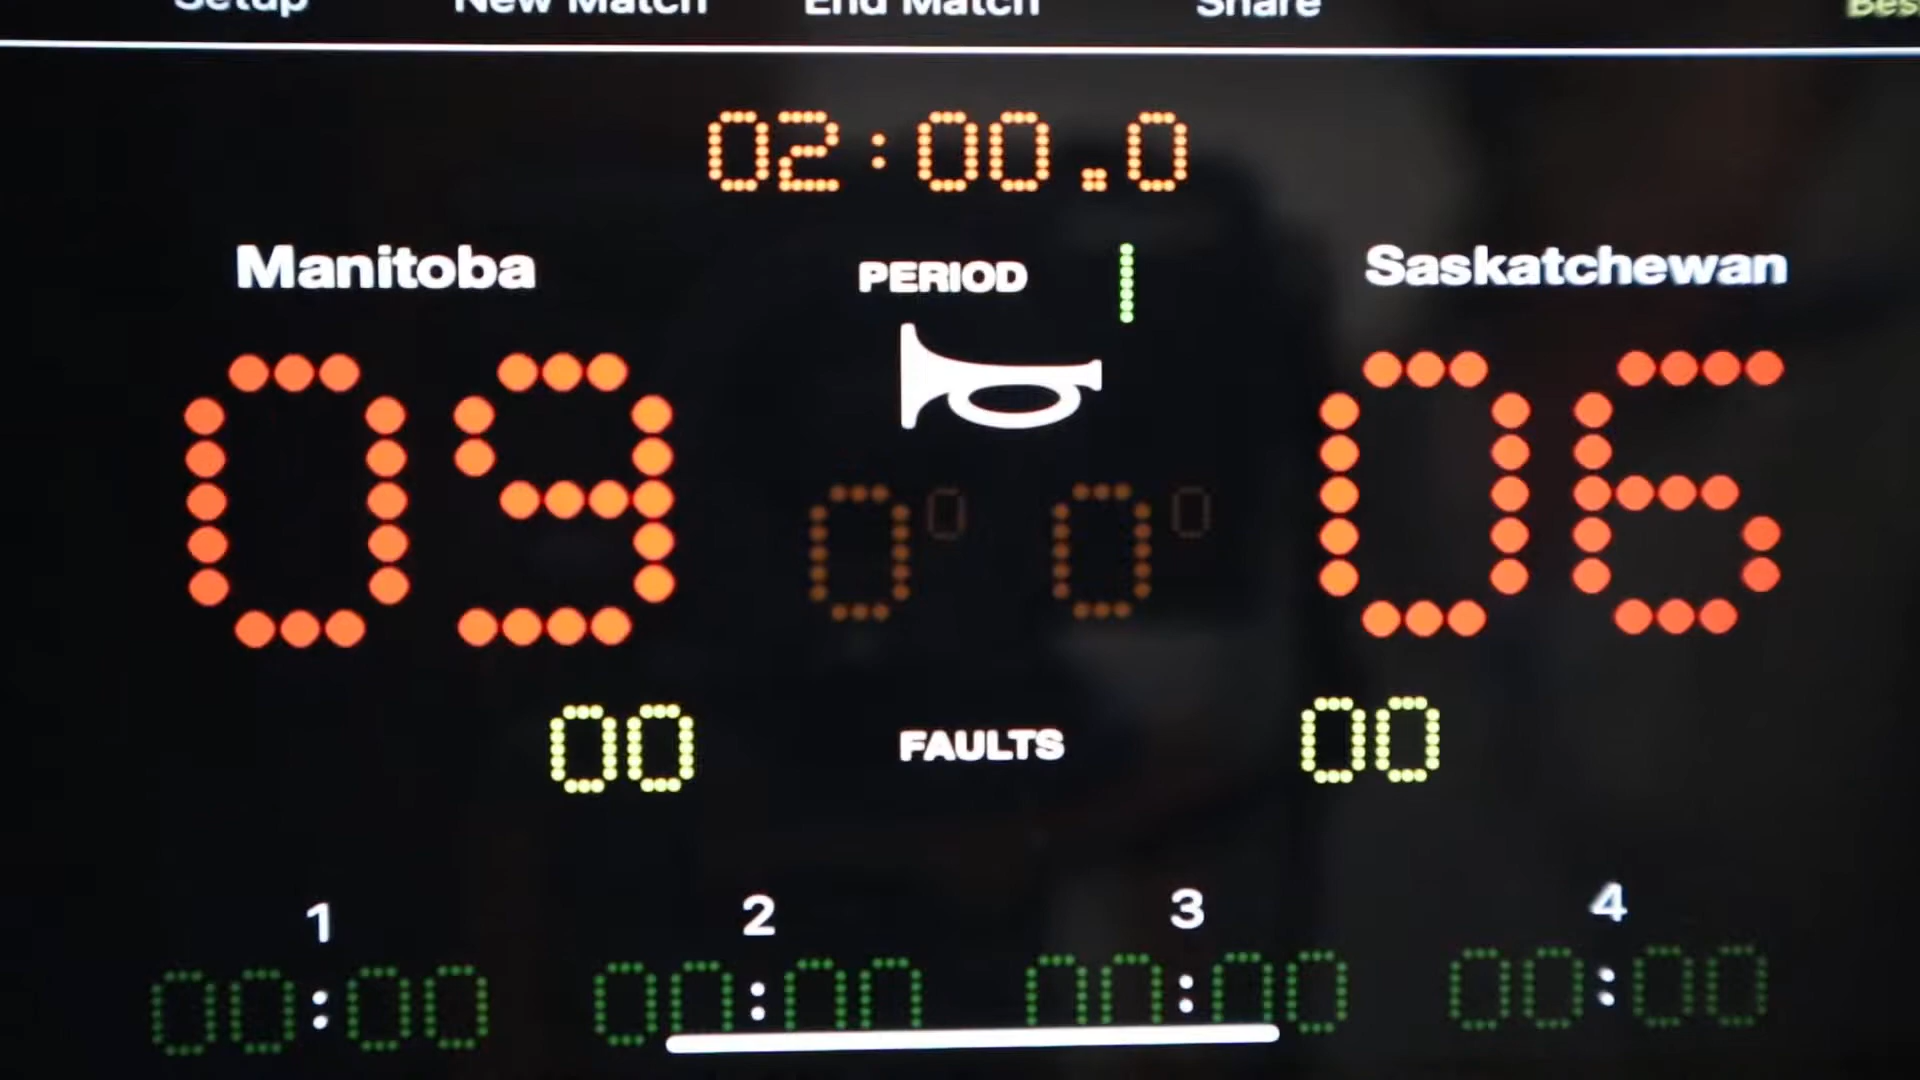 Setup New Match End Match Share
02:00.0
Manitoba PERIOD 1 Saskatchewan
09 06
0 0 0 0
00 FAULTS 00
1 2 3 4
00:00 00:00 00:00 00:00